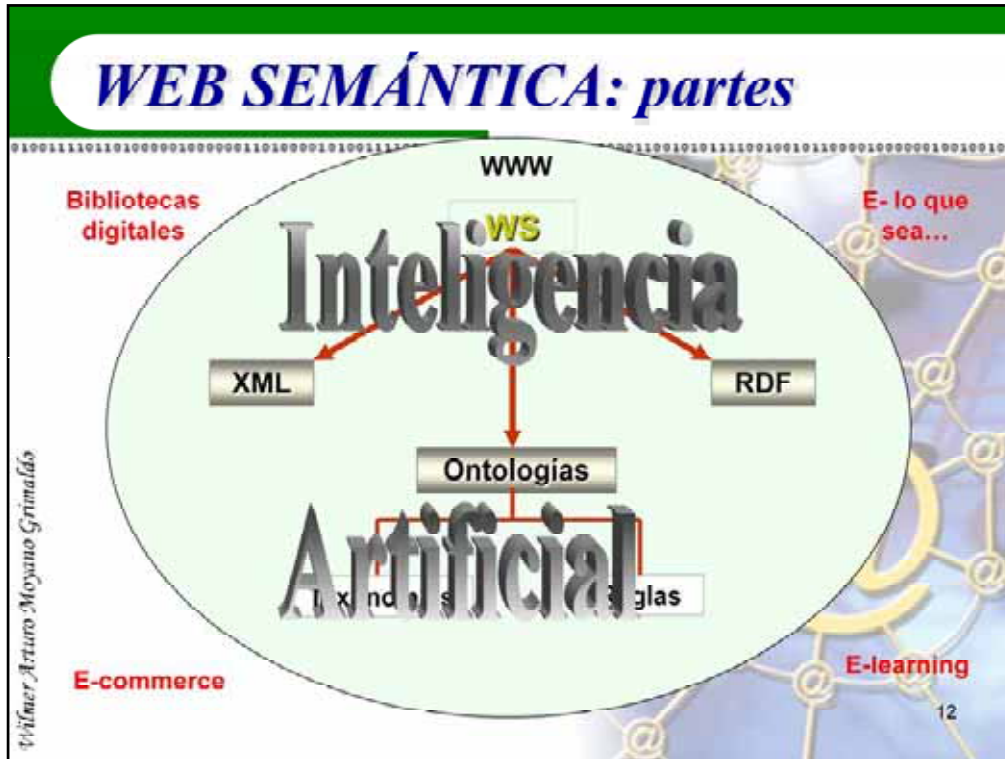 WEB SEMÁNTICA: partes
WWW
Bibliotecas
digitales
E- lo que
sea...
WS
Inteligencia
XML
RDF
Ontologías
Artificial
E-commerce
E-learning
12
Wilmer Arturo Moyano Grimaldo